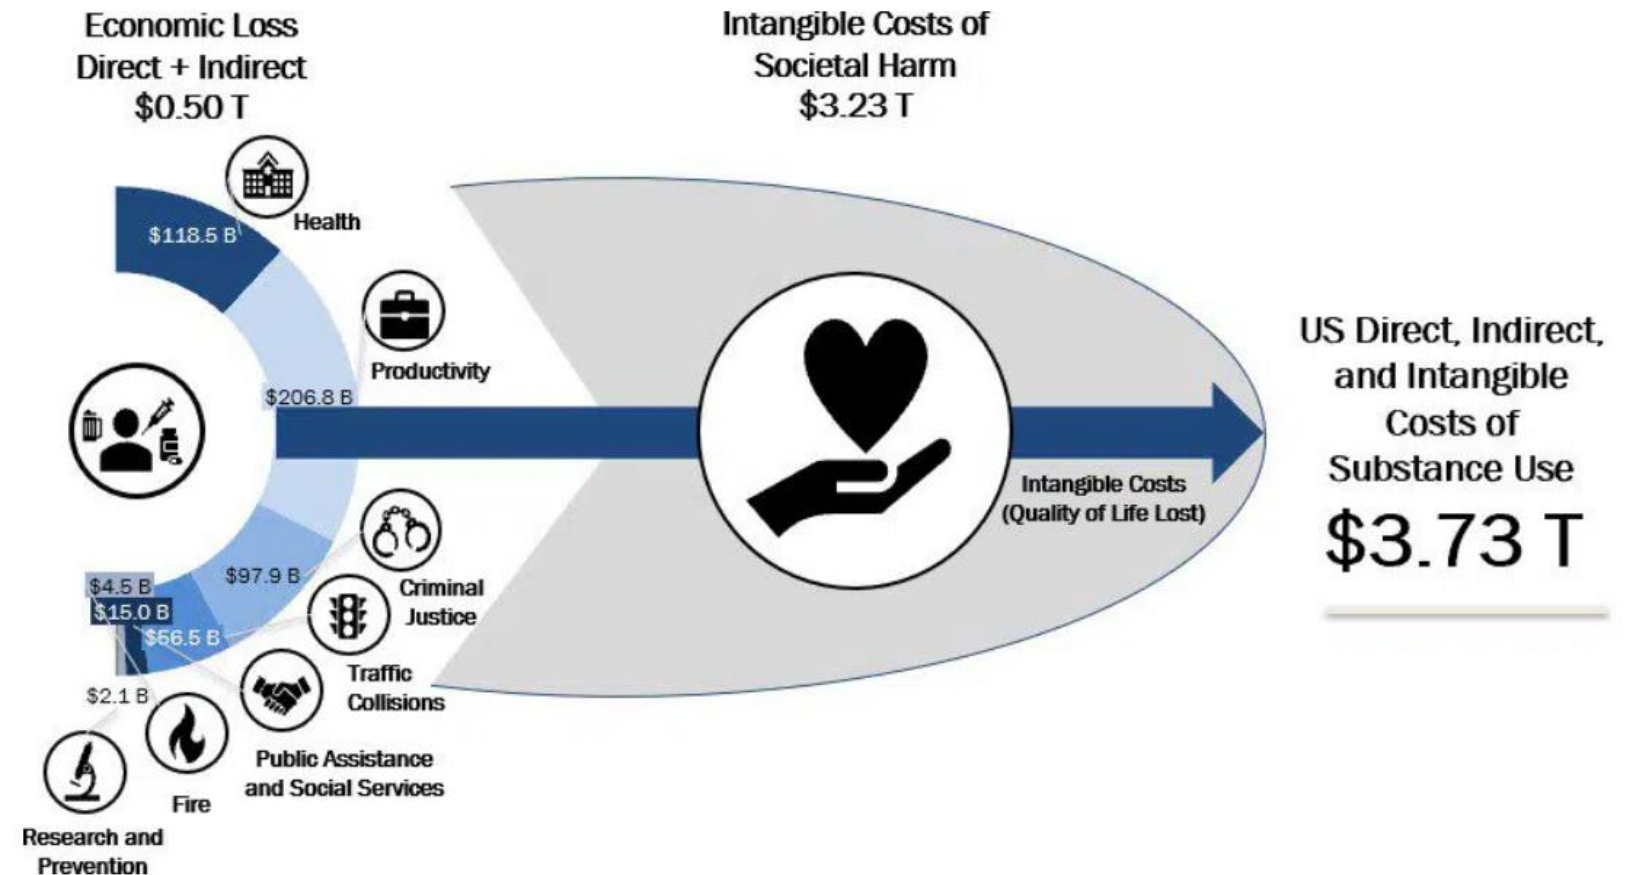 Economic Loss
Direct + Indirect
$0.50 T
Intangible Costs of
Societal Harm
$3.23 T
Health
$118.5 B
Productivity
$206.8 B
US Direct, Indirect,
and Intangible
Costs of
Substance Use
$3.73 T
Intangible Costs
(Quality of Life Lost)
$97.9 B
Criminal
Justice
$4.5 B
$15.0 B
$56.5 B
Traffic
Collisions
$2.1 B
Public Assistance
and Social Services
Fire
Research and
Prevention